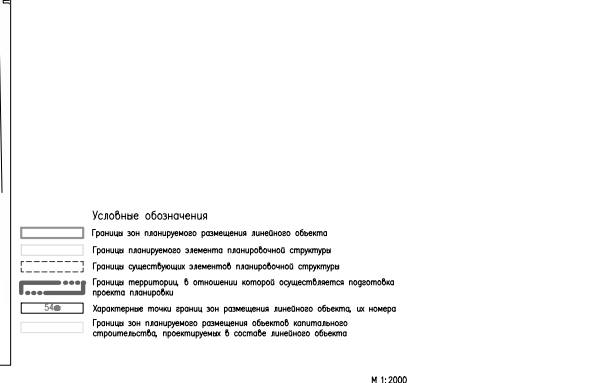 Условные обозначения
Границы зон планируемого размещения линейного объекта
Границы планируемого элемента планировочной структуры
Границы существующих элементов планировочной структуры
Границы территории, в отношении которой осуществляется подготовка
проекта планировки
54
Характерные точки границ зон размещения линейного объекта, их номера
Границы зон планируемого размещения объектов капитального
строительства, проектируемых в составе линейного объекта
М 1:2000